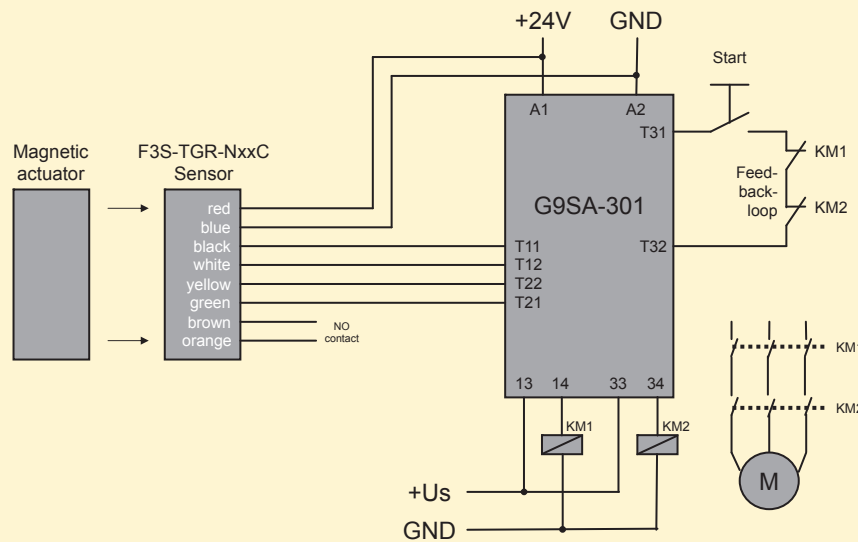 +24V
GND
Start
A1
A2
T31
Magnetic
actuator
F3S-TGR-NxxC
Sensor
KM1
Feed-
back-
loop
KM2
G9SA-301
red
blue
black
white
yellow
green
brown
orange
T11
T12
T22
T21
T32
NO
contact
13
14
33
34
KM1
KM2
KM1
KM2
M
+Us
GND